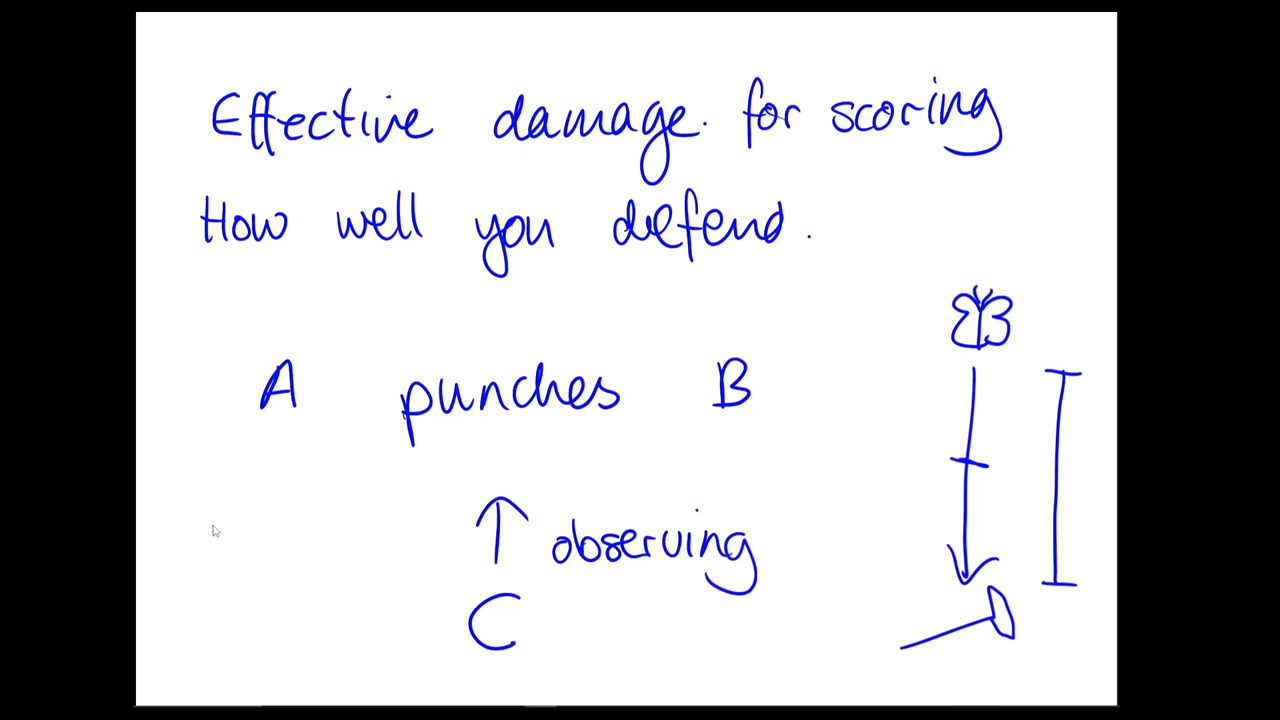 Effective damage. for scoring
How well you defend.
A punches B
↑ observing
C